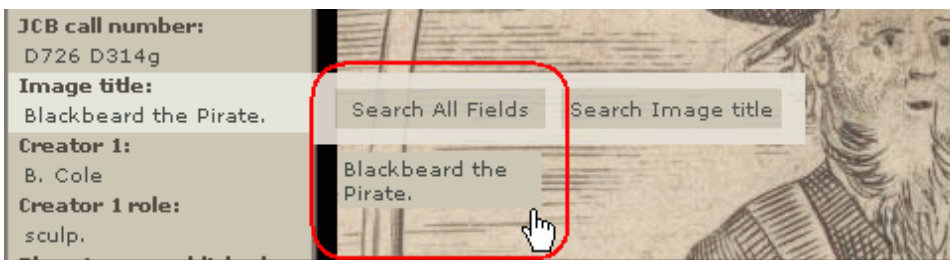 JCB call number:
D726 D314g
Image title:
Blackbeard the Pirate.
Search All Fields
Search Image title
Creator 1:
B. Cole
Blackbeard the
Pirate.
Creator 1 role:
sculp.